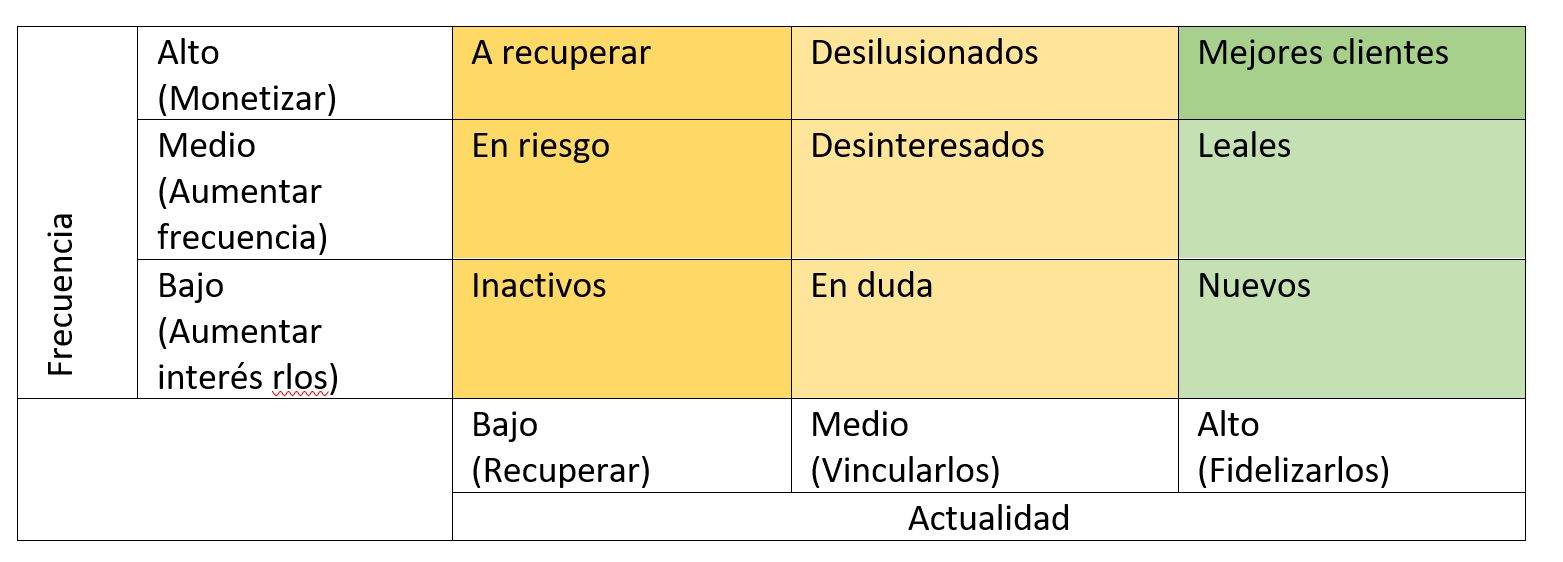 Frecuencia
Alto
(Monetizar)
A recuperar
Desilusionados
Mejores clientes
Medio
(Aumentar
frecuencia)
En riesgo
Desinteresados
Leales
Bajo
(Aumentar
interés rlos)
Inactivos
En duda
Nuevos
Bajo
(Recuperar)
Medio
(Vincularlos)
Alto
(Fidelizarlos)
Actualidad